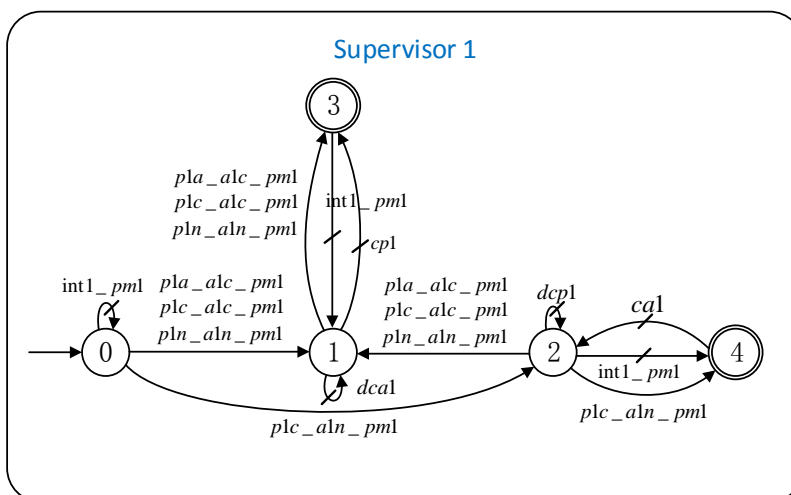 Supervisor 1
3
p1a_a1c_pm1
p1c_a1c_pm1
p1n_a1n_pm1
int1_pm1
cp1
int1_pm1
p1a_a1c_pm1
p1c_a1c_pm1
p1n_a1n_pm1
p1a_a1c_pm1
p1c_a1c_pm1
p1n_a1n_pm1
dcp1
ca1
0
1
2
4
int1_pm1
dca1
p1c_a1n_pm1
p1c_a1n_pm1